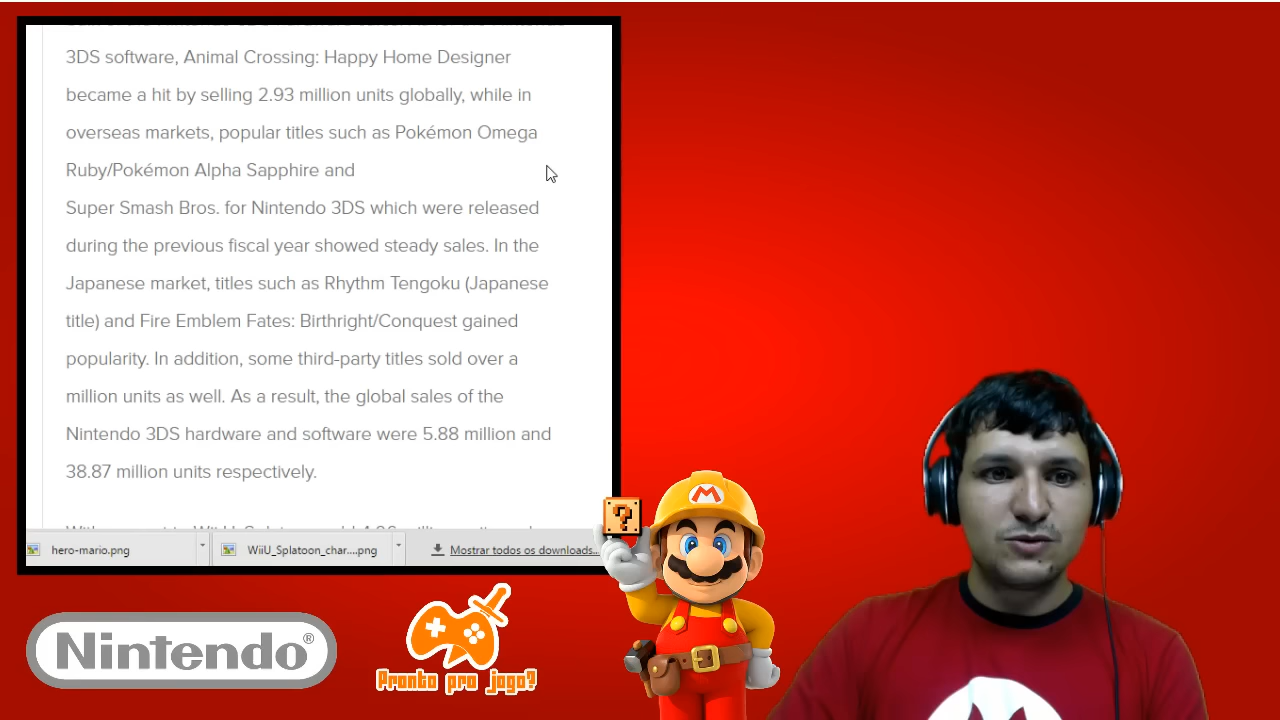 3DS software, Animal Crossing: Happy Home Designer
became a hit by selling 2.93 million units globally, while in
overseas markets, popular titles such as Pokémon Omega
Ruby/Pokémon Alpha Sapphire and
Super Smash Bros. for Nintendo 3DS which were released
during the previous fiscal year showed steady sales. In the
Japanese market, titles such as Rhythm Tengoku (Japanese
title) and Fire Emblem Fates: Birthright/Conquest gained
popularity. In addition, some third-party titles sold over a
million units as well. As a result, the global sales of the
Nintendo 3DS hardware and software were 5.88 million and
38.87 million units respectively.
hero-mario.png
WiiU_Splatoon_char....png
Mostrar todos os downloads...
?
M
Nintendo®
Pronto pro jogo?